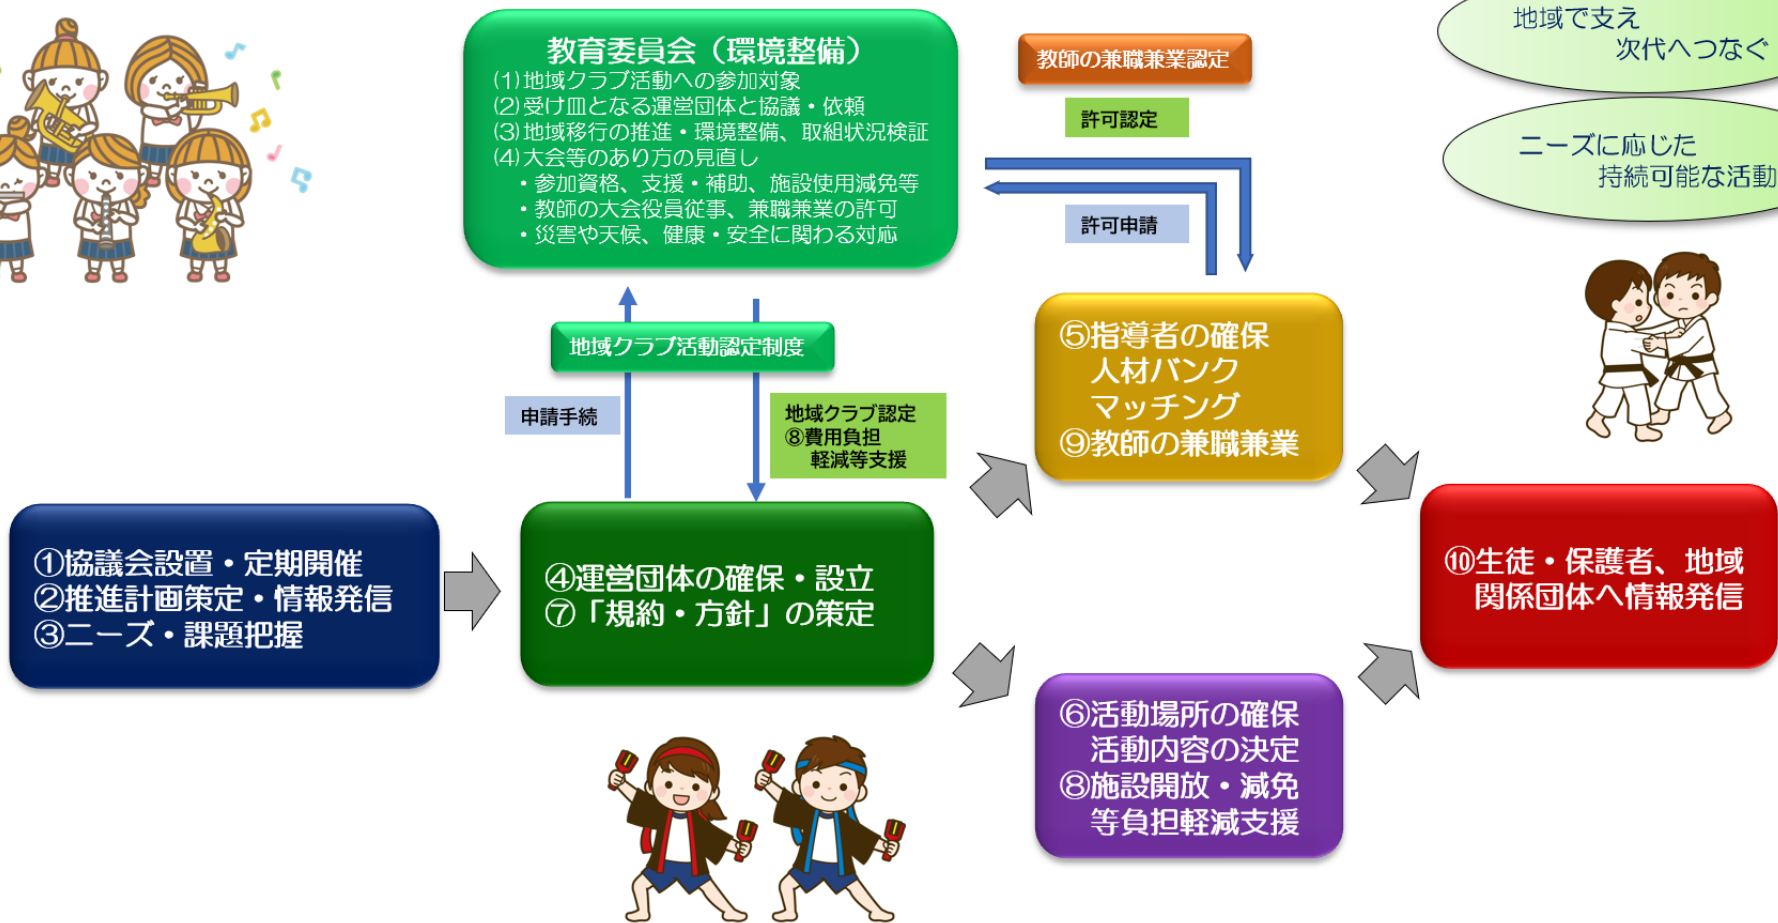 教育委員会（環境整備）
(1)地域クラブ活動への参加対象
(2)受け皿となる運営団体と協議・依頼
(3)地域移行の推進・環境整備、取組状況検証
(4)大会等のあり方の見直し
・参加資格、支援・補助、施設使用減免等
・教師の大会役員従事、兼職兼業の許可
・災害や天候、健康・安全に関わる対応
教師の兼職兼業認定
許可認定
許可申請
地域で支え
次代へつなぐ
ニーズに応じた
持続可能な活動
地域クラブ活動認定制度
申請手続
地域クラブ認定
⑧費用負担
軽減等支援
⑤指導者の確保
人材バンク
マッチング
⑨教師の兼職兼業
①協議会設置・定期開催
②推進計画策定・情報発信
③ニーズ・課題把握
④運営団体の確保・設立
⑦「規約・方針」の策定
⑩生徒・保護者、地域
関係団体へ情報発信
⑥活動場所の確保
活動内容の決定
⑧施設開放・減免
等負担軽減支援